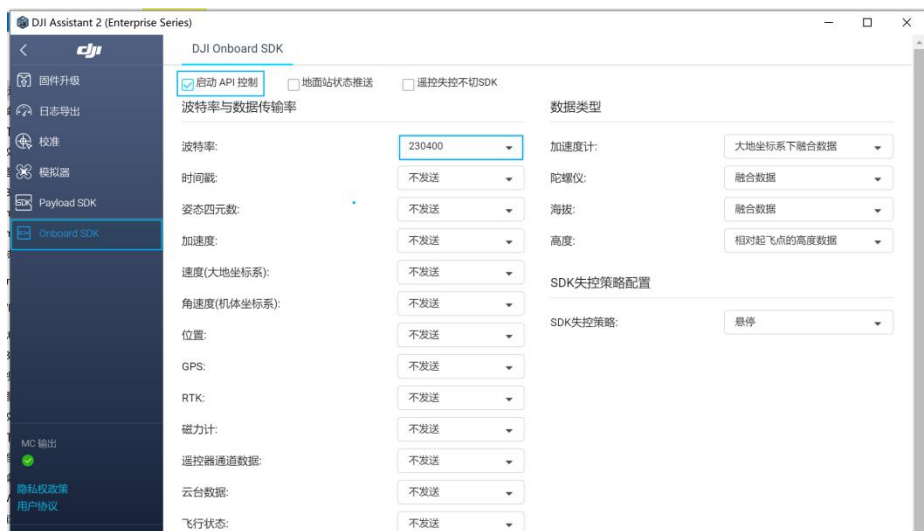 DJI Assistant 2 (Enterprise Series)
dji
DJI Onboard SDK
固件升级
日志导出
校准
模拟器
Payload SDK
Onboard SDK
MC 输出
隐私权政策
用户协议
启动 API 控制
地面站状态推送
遥控失控不切SDK
波特率与数据传输率
波特率: 230400
时间戳: 不发送
姿态四元数: 不发送
加速度: 不发送
速度(大地坐标系): 不发送
角速度(机体坐标系): 不发送
位置: 不发送
GPS: 不发送
RTK: 不发送
磁力计: 不发送
遥控器通道数据: 不发送
云台数据: 不发送
飞行状态: 不发送
数据类型
加速度计: 大地坐标系下融合数据
陀螺仪: 融合数据
海拔: 融合数据
高度: 相对起飞点的高度数据
SDK失控策略配置
SDK失控策略: 悬停